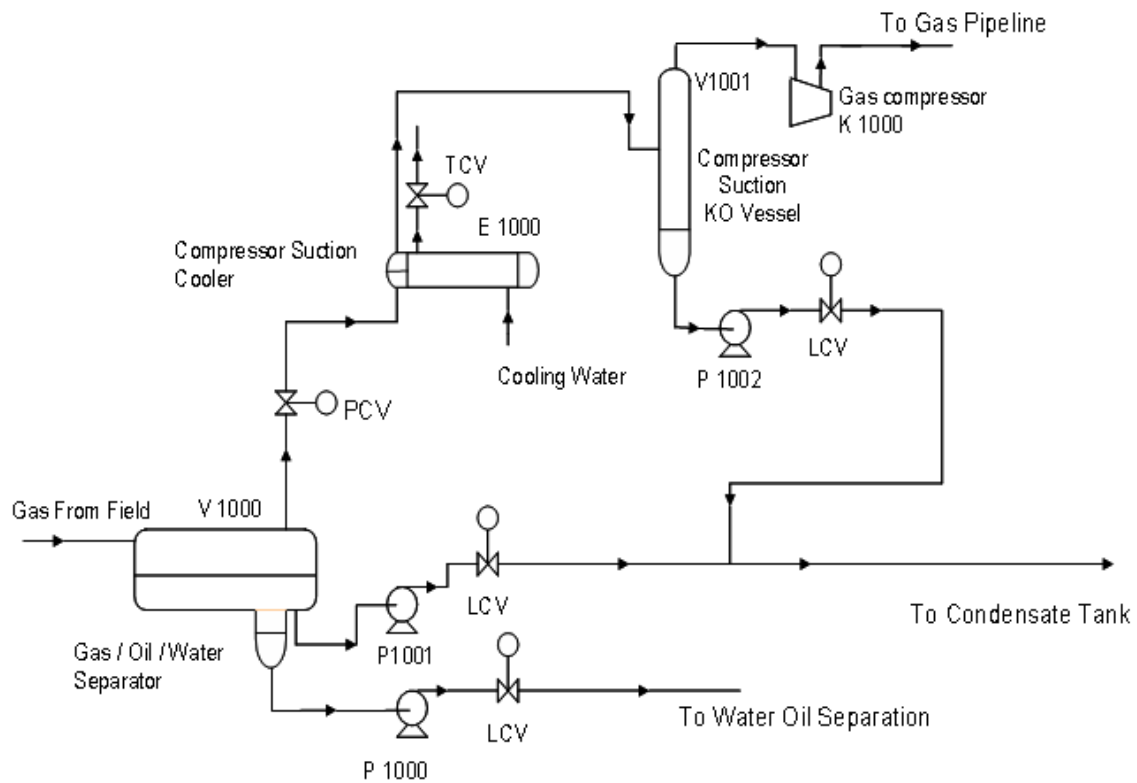 To Gas Pipeline
V1001
Gas compressor
K 1000
TCV
Compressor
Suction
KO Vessel
E 1000
Compressor Suction
Cooler
LCV
Cooling Water
P 1002
PCV
Gas From Field
V 1000
LCV
To Condensate Tank
Gas / Oil / Water
Separator
P1001
To Water Oil Separation
LCV
P 1000